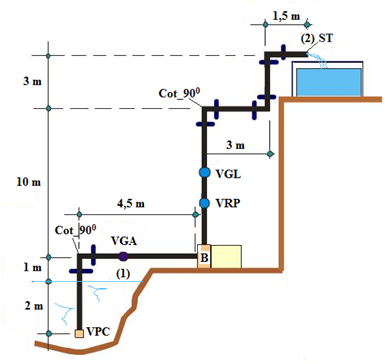 1,5 m
(2) ST
3 m
Cot_90⁰
3 m
VGL
10 m
VRP
4,5 m
Cot_90⁰
VGA
B
1 m
(1)
2 m
VPC